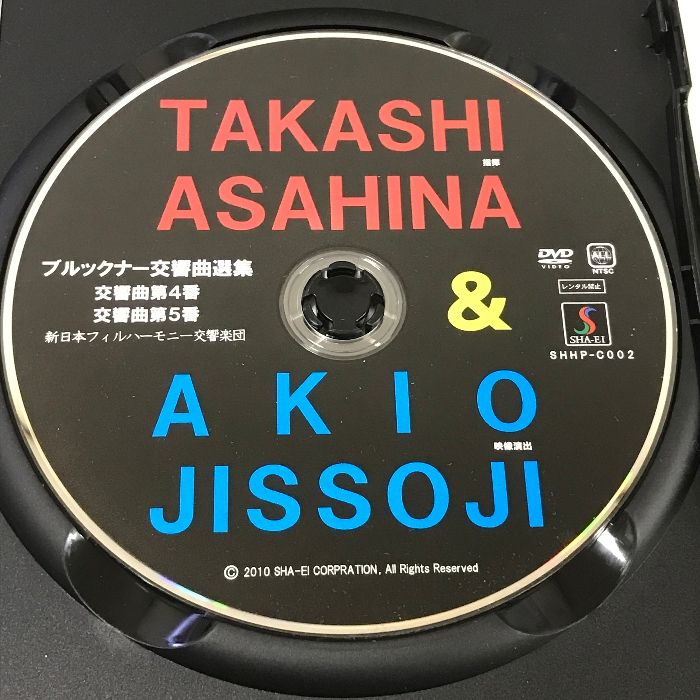 TAKASHI
指揮
ASAHINA
ブルックナー交響曲選集
交響曲第4番
交響曲第5番
新日本フィルハーモニー交響楽団
&
DVD
VIDEO
ALL
NTSC
レンタル禁止
SHA-EI
SHHP-C002
AKIO
映像演出
JISSOJI
© 2010 SHA-EI CORPRATION, All Rights Reserved.